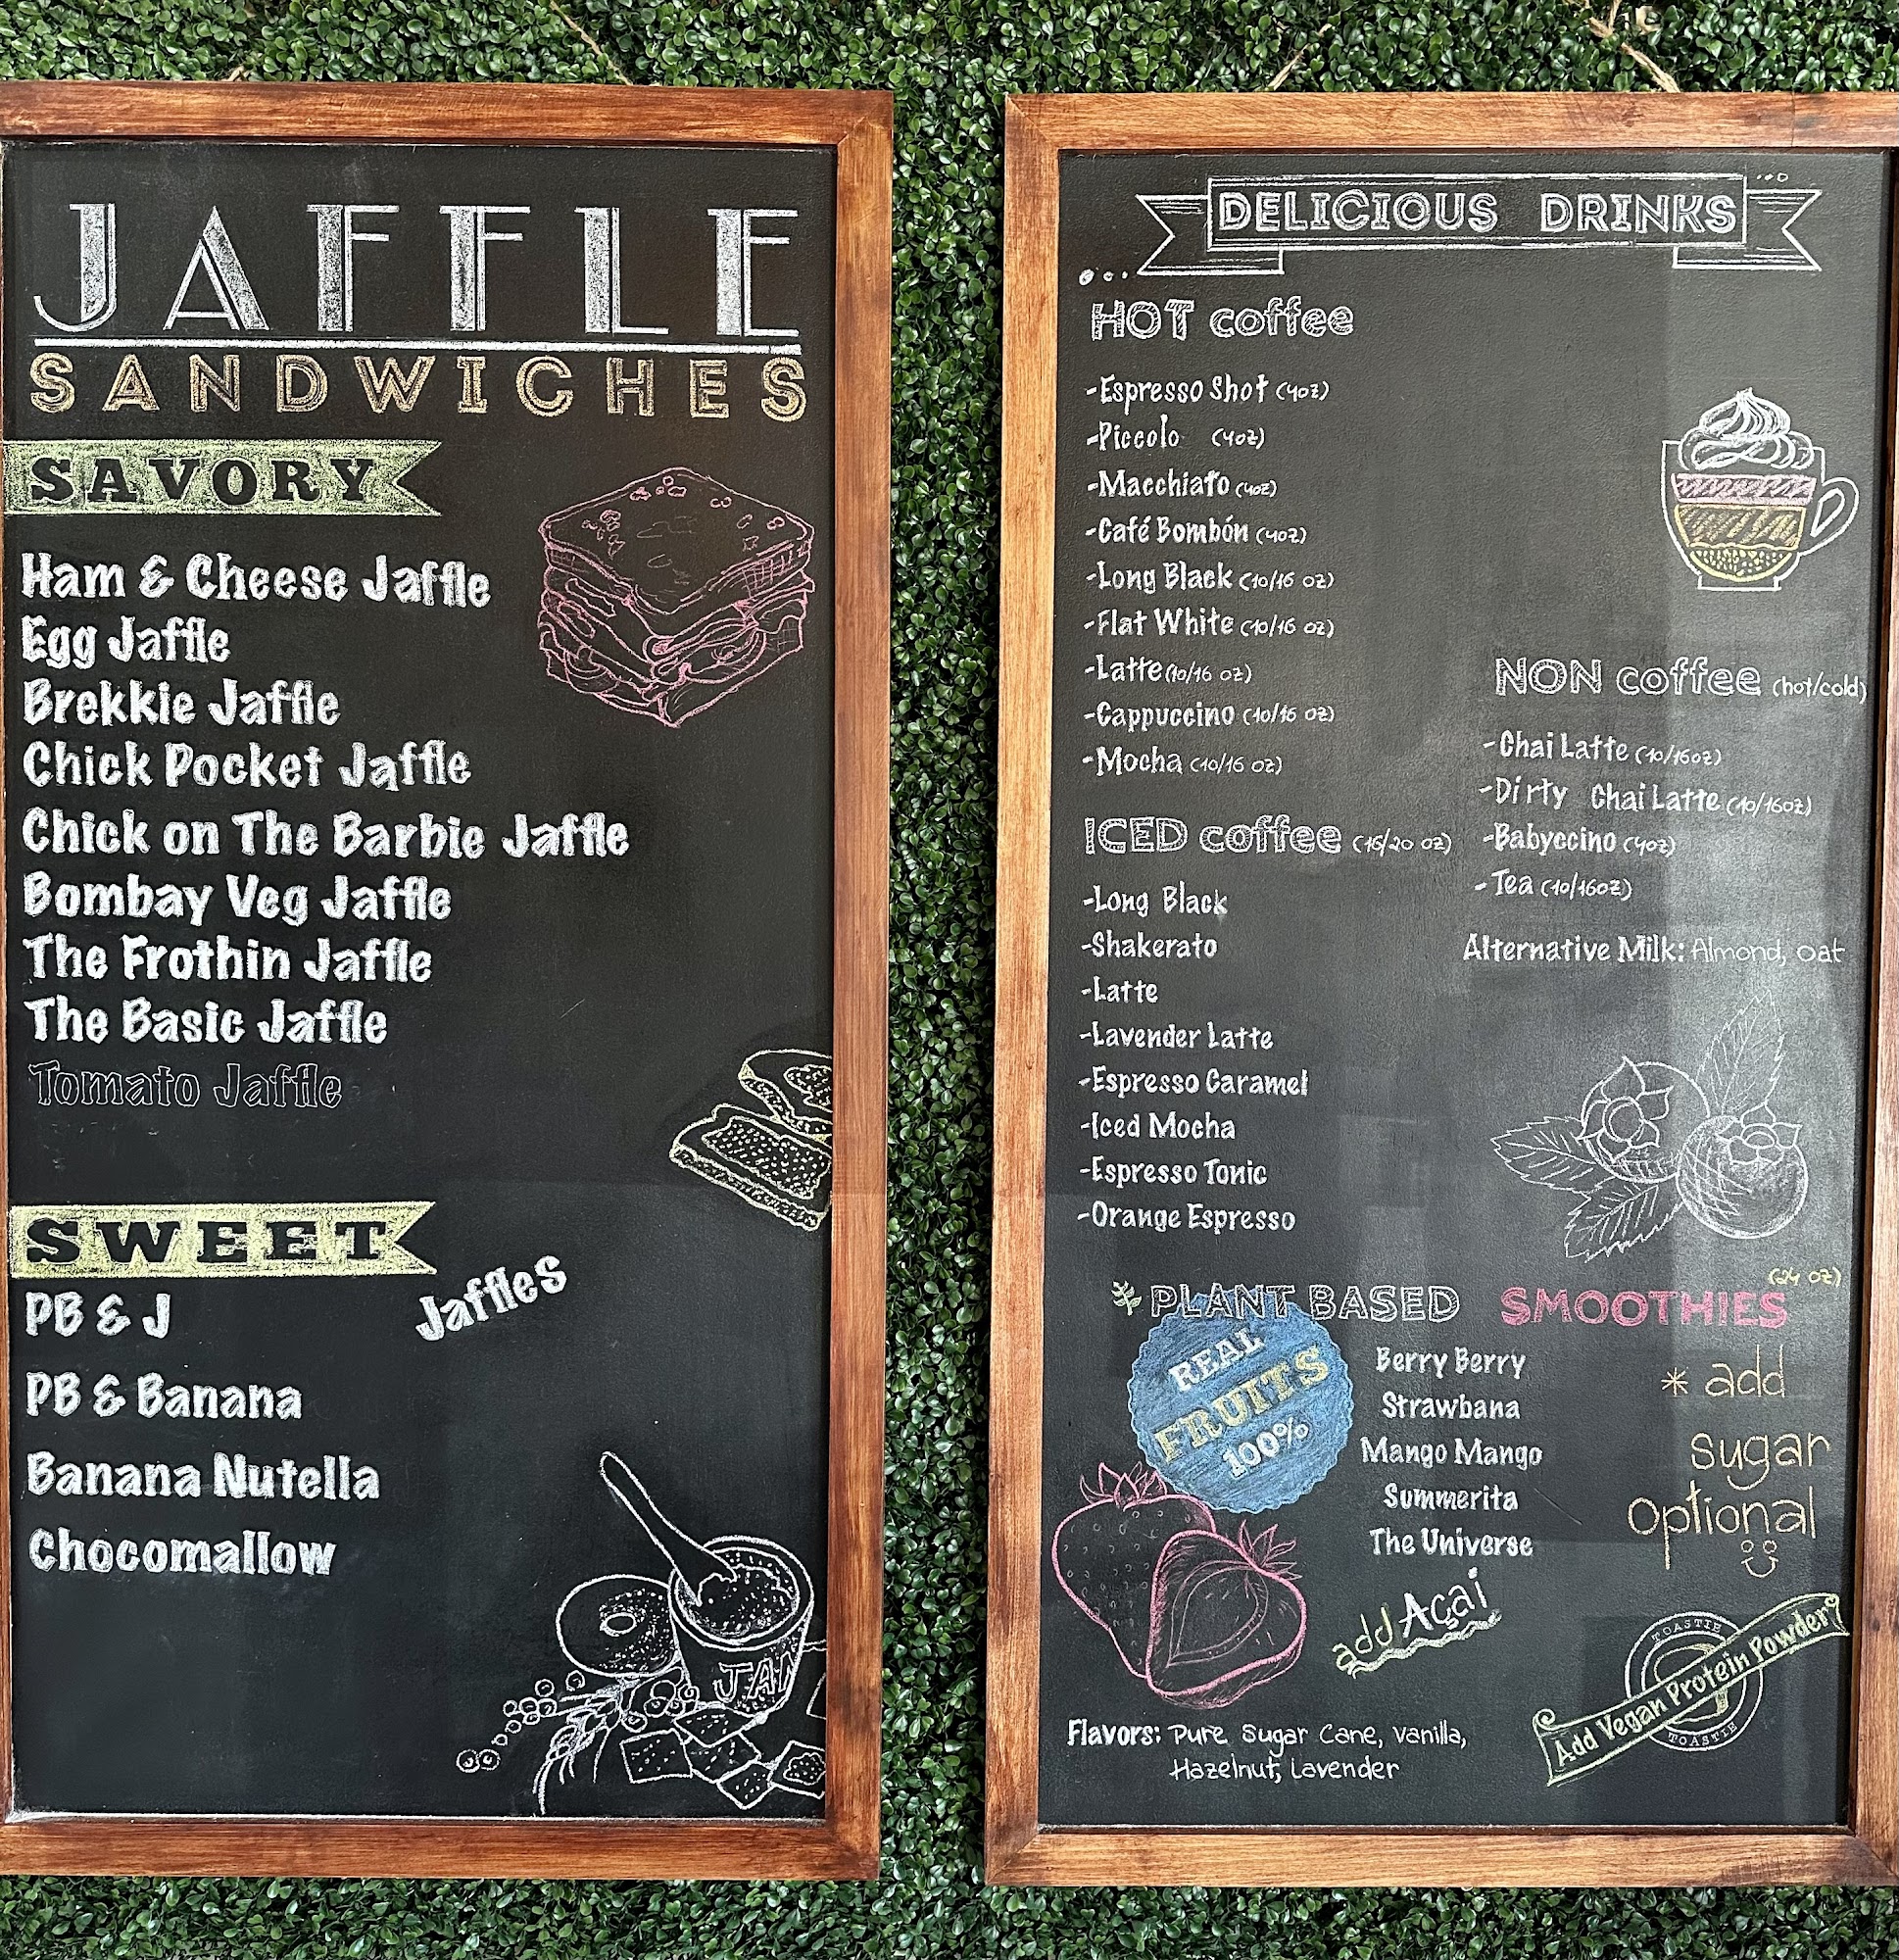 JAFFLE
SANDWICHES
SAVORY
Ham & Cheese Jaffle
Egg Jaffle
Brekkie Jaffle
Chick Pocket Jaffle
Chick on The Barbie Jaffle
Bombay Veg Jaffle
The Frothin Jaffle
The Basic Jaffle
Tomato Jaffle
SWEET
Jaffles
PB & J
PB & Banana
Banana Nutella
Chocomallow
JAM
DELICIOUS DRINKS
HOT coffee
-Espresso Shot (4oz)
-Piccolo (4oz)
-Macchiato (4oz)
-Café Bombón (4oz)
-Long Black (10/16 oz)
-Flat White (10/16 oz)
-Latte (10/16 oz)
-Cappuccino (10/16 oz)
-Mocha (10/16 oz)
ICED coffee (16/20 oz)
-Long Black
-Shakerato
-Latte
-Lavender Latte
-Espresso Caramel
-Iced Mocha
-Espresso Tonic
-Orange Espresso
NON coffee (hot/cold)
-Chai Latte (10/16oz)
-Dirty Chai Latte (10/16oz)
-Babyccino (4oz)
-Tea (10/16oz)
Alternative Milk: Almond, oat
PLANT BASED SMOOTHIES (24 oz)
REAL
FRUITS
100%
Berry Berry
Strawbana
Mango Mango
Summerita
The Universe
add Açai
* add
sugar
optional
TOASTIE
Add Vegan Protein Powder
TOASTIE
Flavors: Pure Sugar Cane, Vanilla,
Hazelnut, Lavender